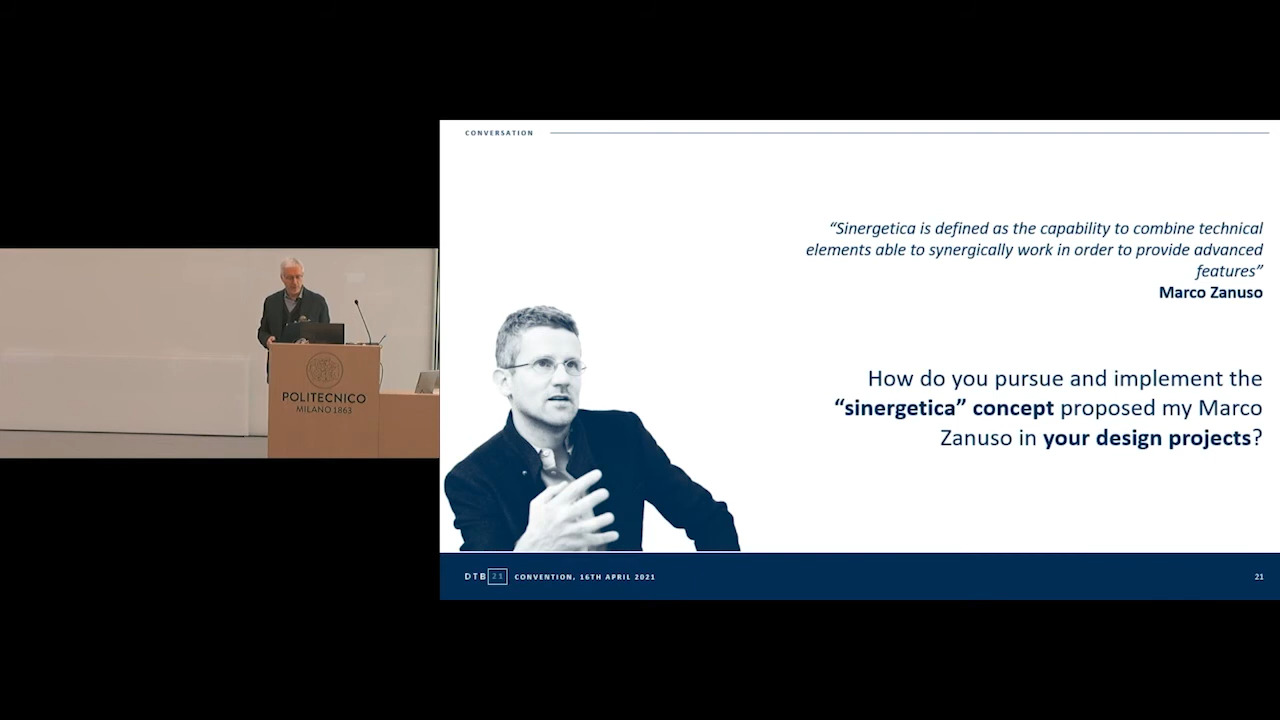 CONVERSATION
“Sinergetica is defined as the capability to combine technical
elements able to synergically work in order to provide advanced
features”
Marco Zanuso
How do you pursue and implement the
“sinergetica” concept proposed my Marco
Zanuso in your design projects?
POLITECNICO
MILANO 1863
DTB 21 CONVENTION, 16TH APRIL 2021
21